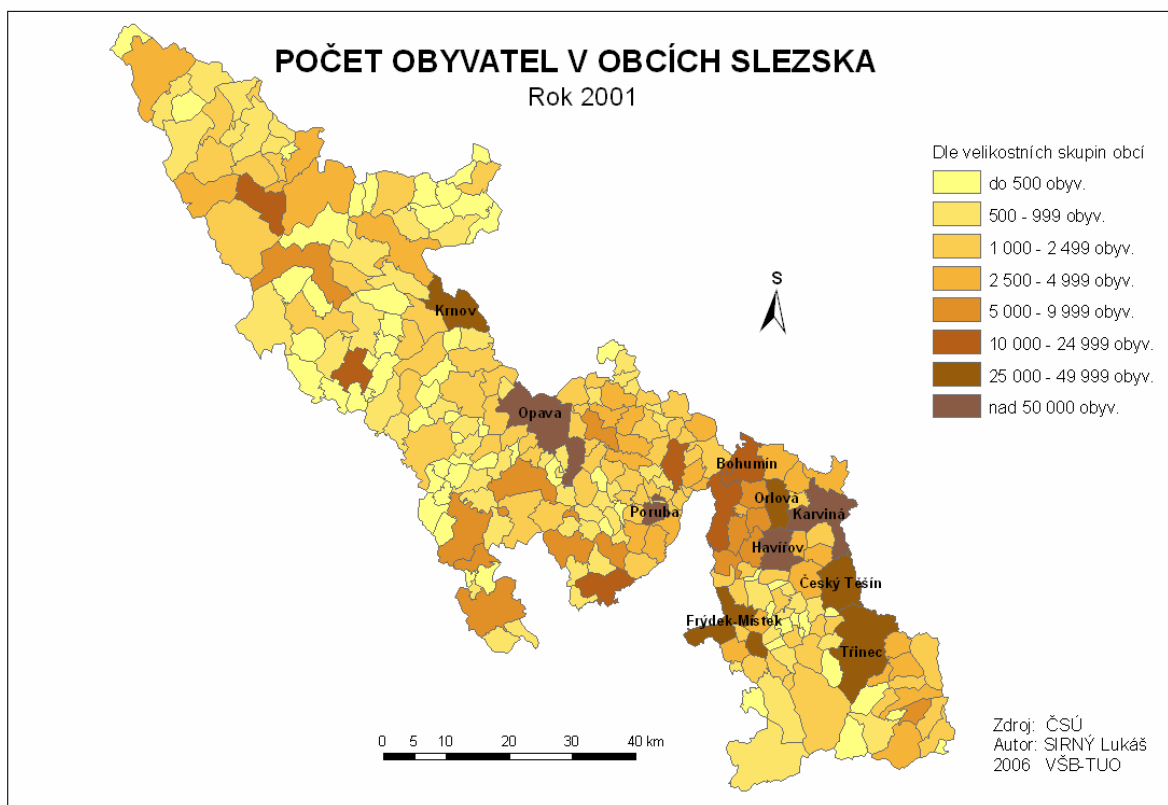 POČET OBYVATEL V OBCÍCH SLEZSKA
Rok 2001
Dle velikostních skupin obcí
do 500 obyv.
500 - 999 obyv.
1 000 - 2 499 obyv.
2 500 - 4 999 obyv.
5 000 - 9 999 obyv.
10 000 - 24 999 obyv.
25 000 - 49 999 obyv.
nad 50 000 obyv.
S
Krnov
Opava
Bohumín
Orlová
Poruba
Karviná
Havířov
Český Těšín
Frýdek-Místek
Třinec
0 5 10 20 30 40 km
Zdroj: ČSÚ
Autor: SIRNÝ Lukáš
2006 VŠB-TUO